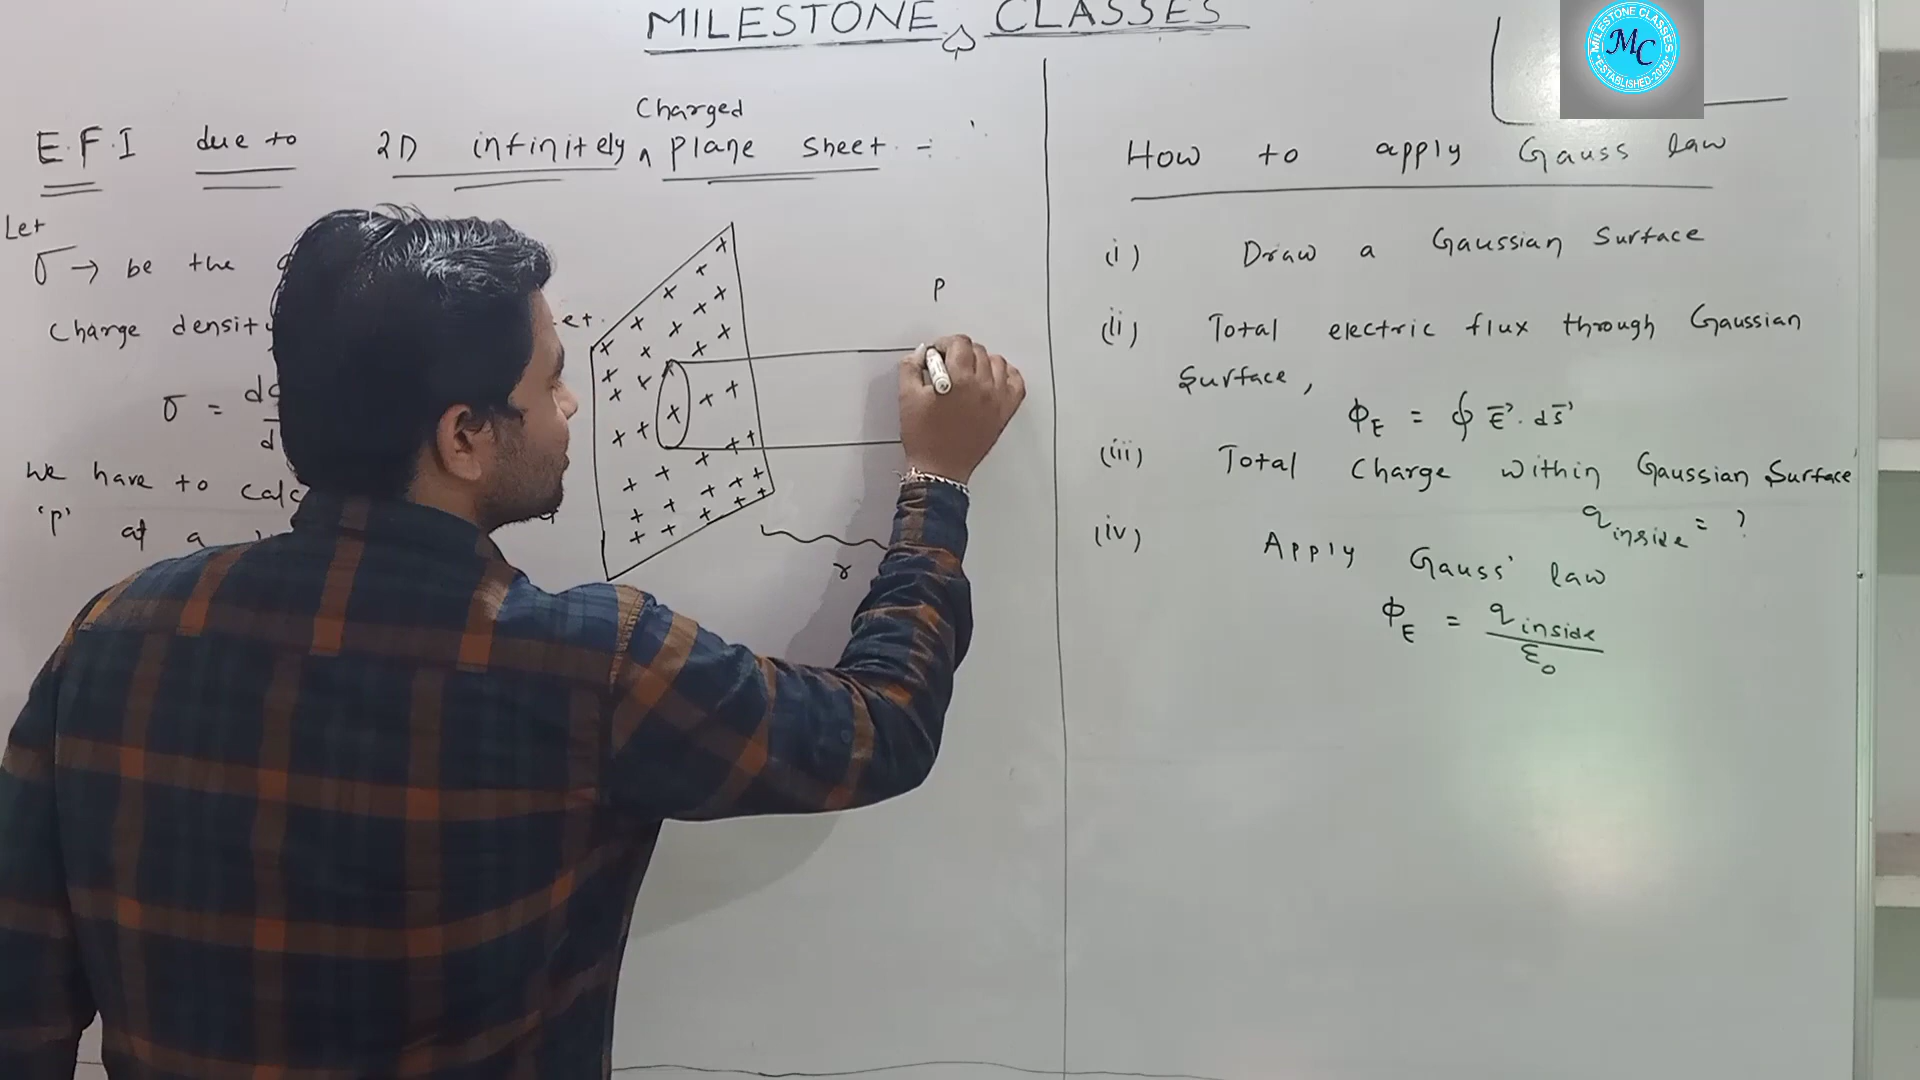 MILESTONE CLASSES
MILESTONE CLASSES
MC
•ESTABLISHED-2020•
Charged
E.F.I due to 2D infinitely ^ plane sheet :-
Let
σ → be the
Charge density et.
σ =
We have to calc
'p' at a
P
r
How to apply Gauss law
(i) Draw a Gaussian Surface
(ii) Total electric flux through Gaussian
Surface,
ϕ_E = ∮ E⃗ . dS⃗
(iii) Total Charge within Gaussian Surface
q_inside = ?
(iv) Apply Gauss' law
ϕ_E = q_inside / ε_0